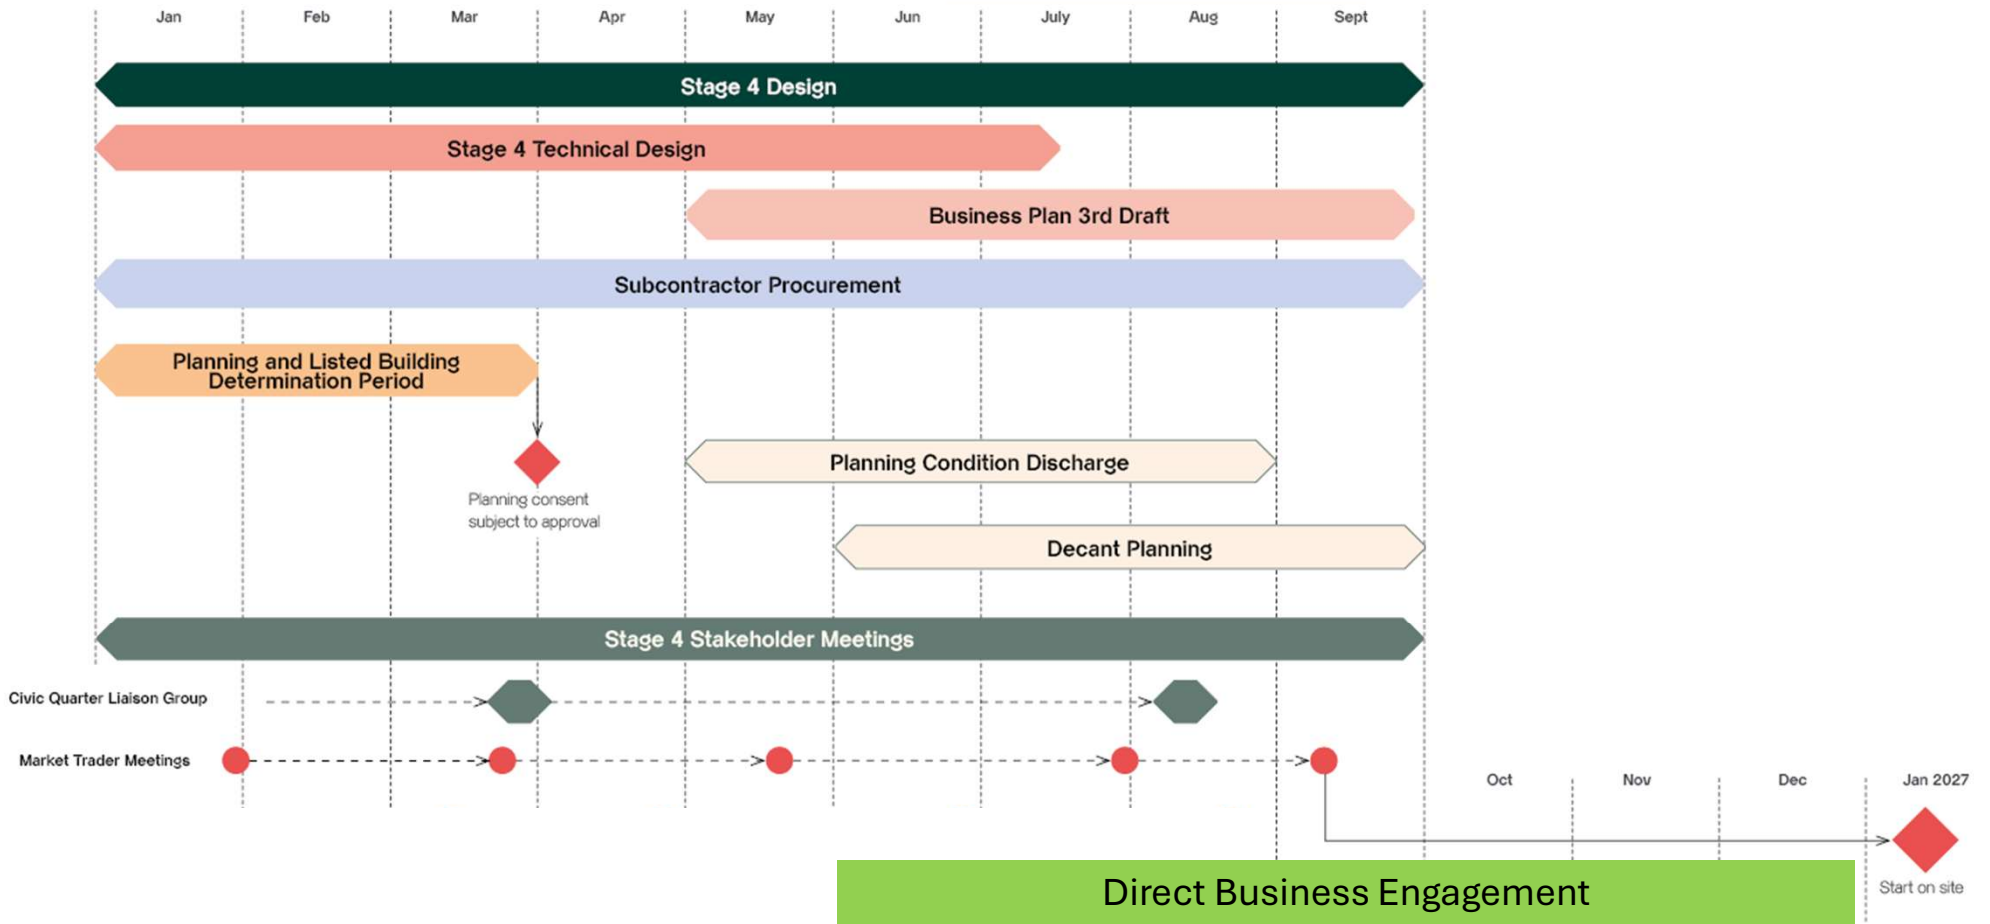 Jan Feb Mar Apr May Jun July Aug Sept
Stage 4 Design
Stage 4 Technical Design
Business Plan 3rd Draft
Subcontractor Procurement
Planning and Listed Building
Determination Period
Planning Condition Discharge
Planning consent
subject to approval
Decant Planning
Stage 4 Stakeholder Meetings
Civic Quarter Liaison Group
Market Trader Meetings
Oct Nov Dec Jan 2027
Start on site
Direct Business Engagement